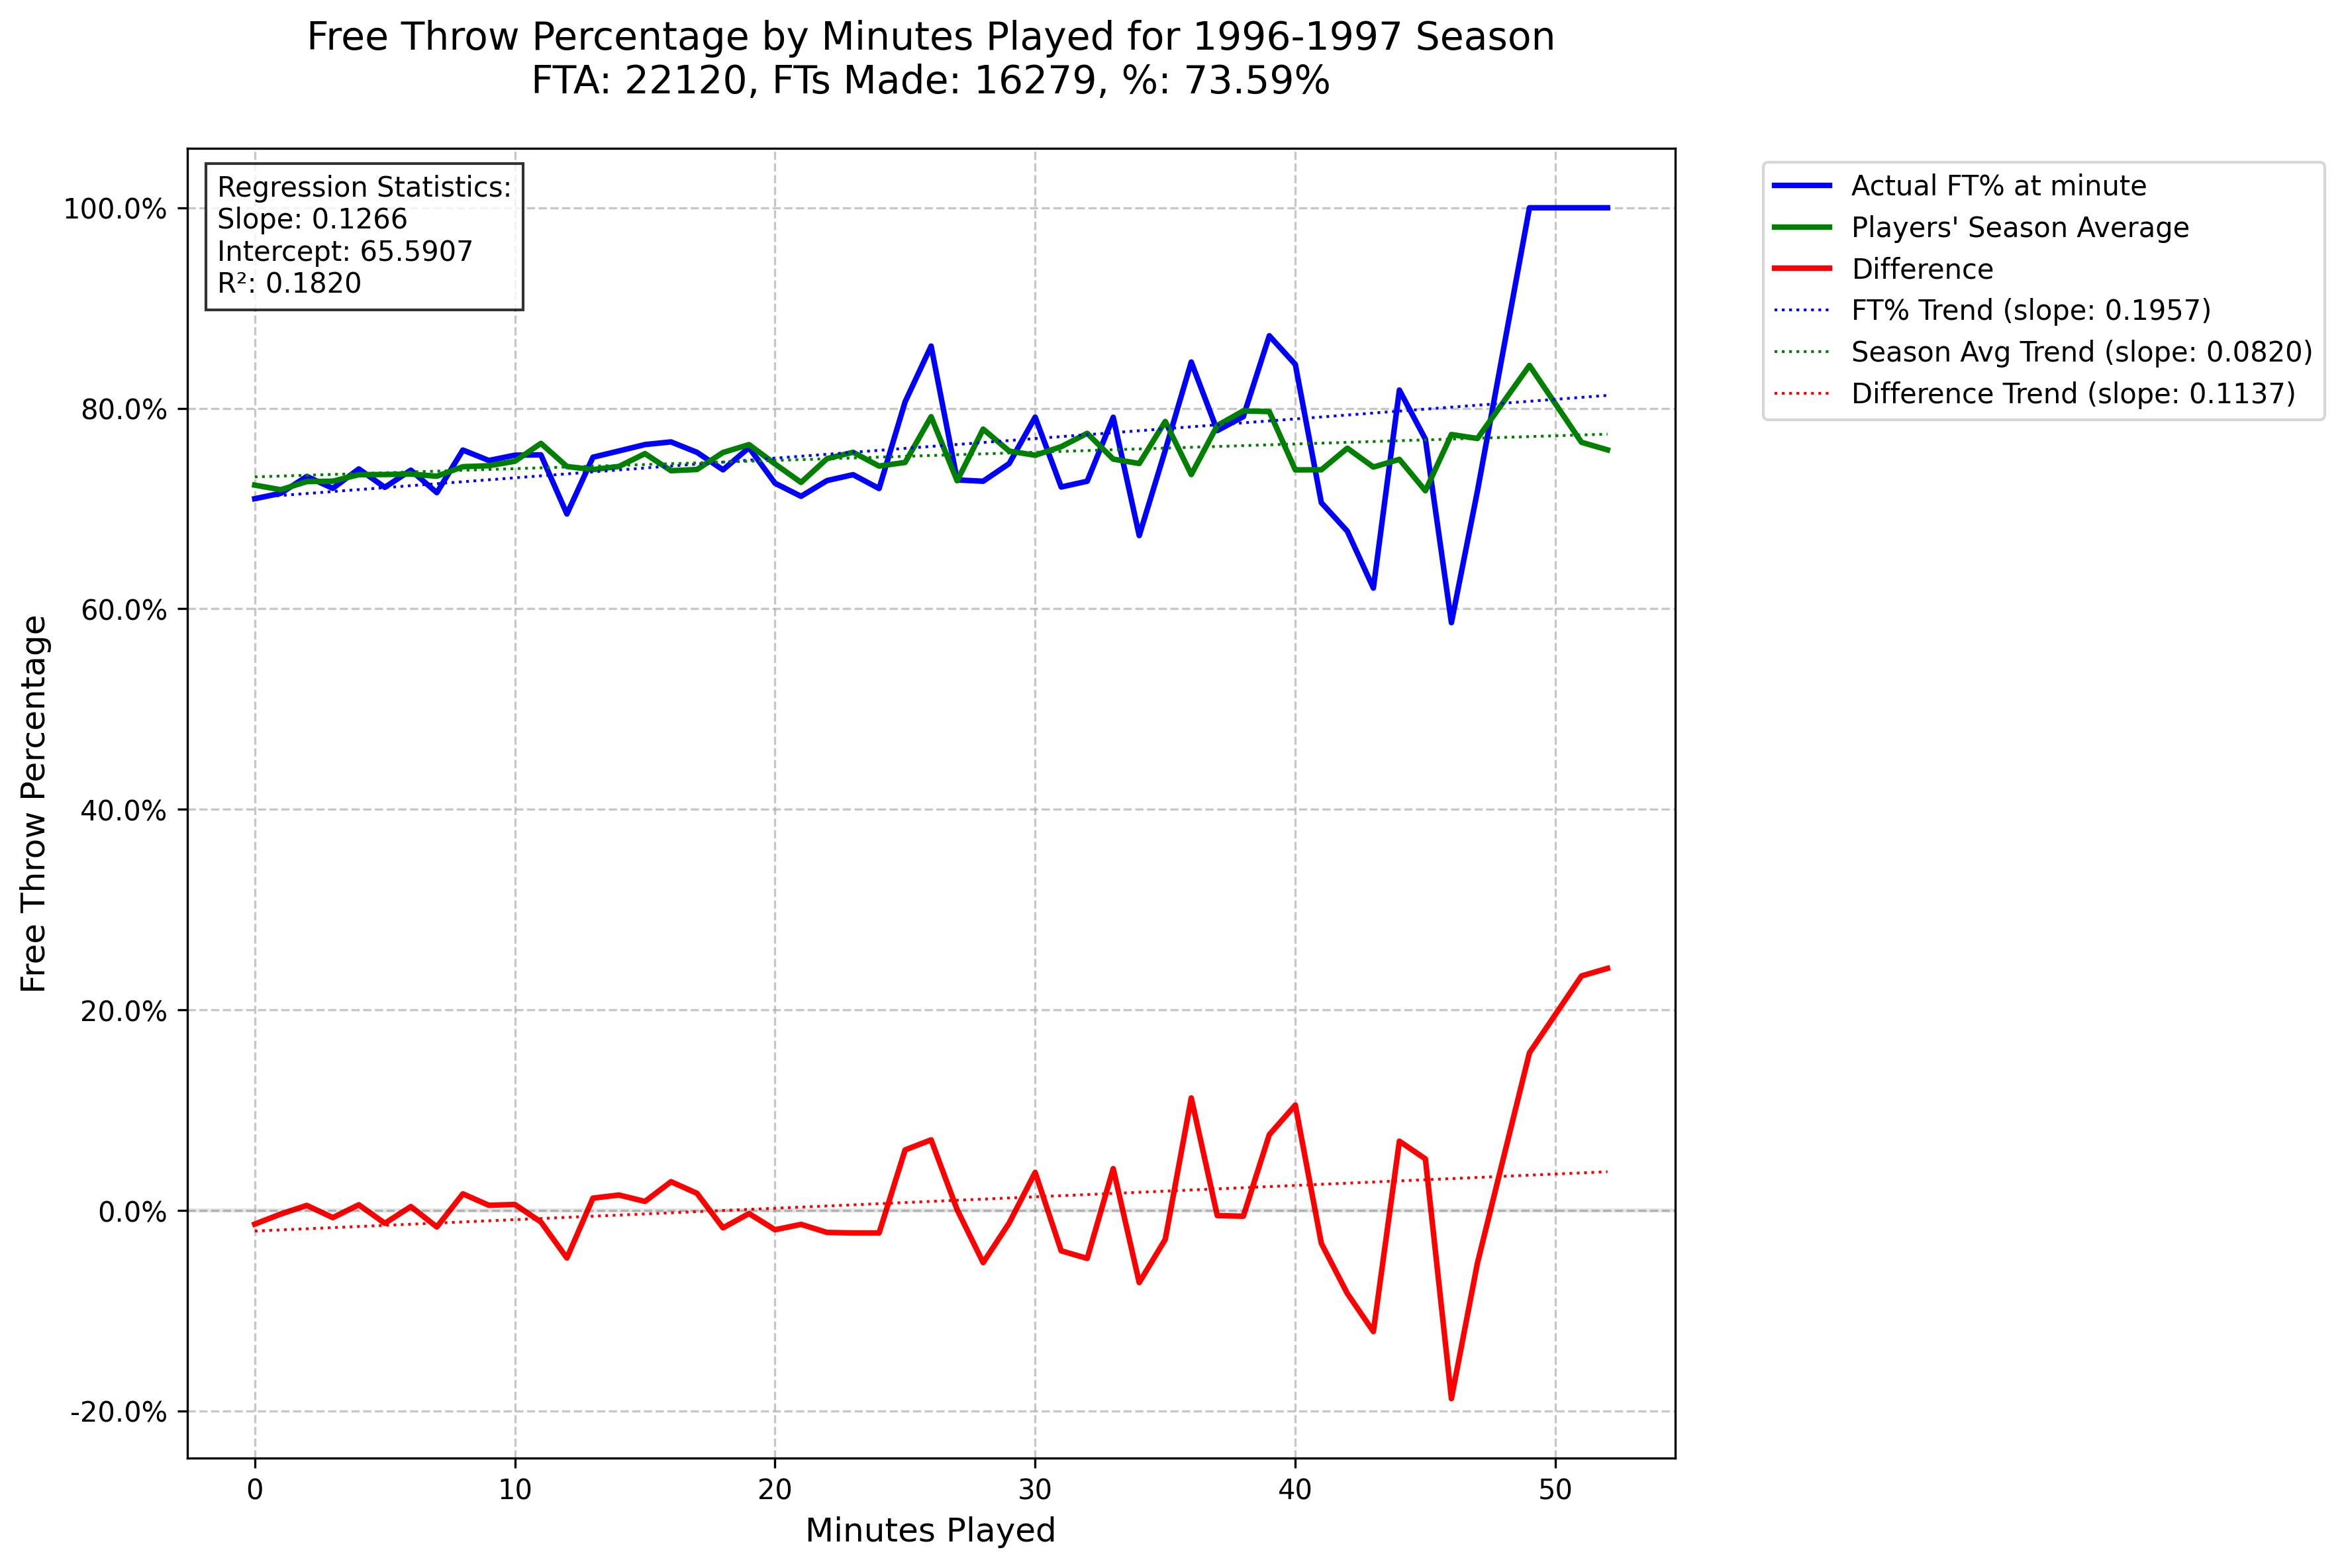 Free Throw Percentage by Minutes Played for 1996-1997 Season
FTA: 22120, FTs Made: 16279, %: 73.59%
Regression Statistics:
Slope: 0.1266
Intercept: 65.5907
R²: 0.1820
Actual FT% at minute
Players' Season Average
Difference
FT% Trend (slope: 0.1957)
Season Avg Trend (slope: 0.0820)
Difference Trend (slope: 0.1137)
Free Throw Percentage
100.0%
80.0%
60.0%
40.0%
20.0%
0.0%
-20.0%
0 10 20 30 40 50
Minutes Played